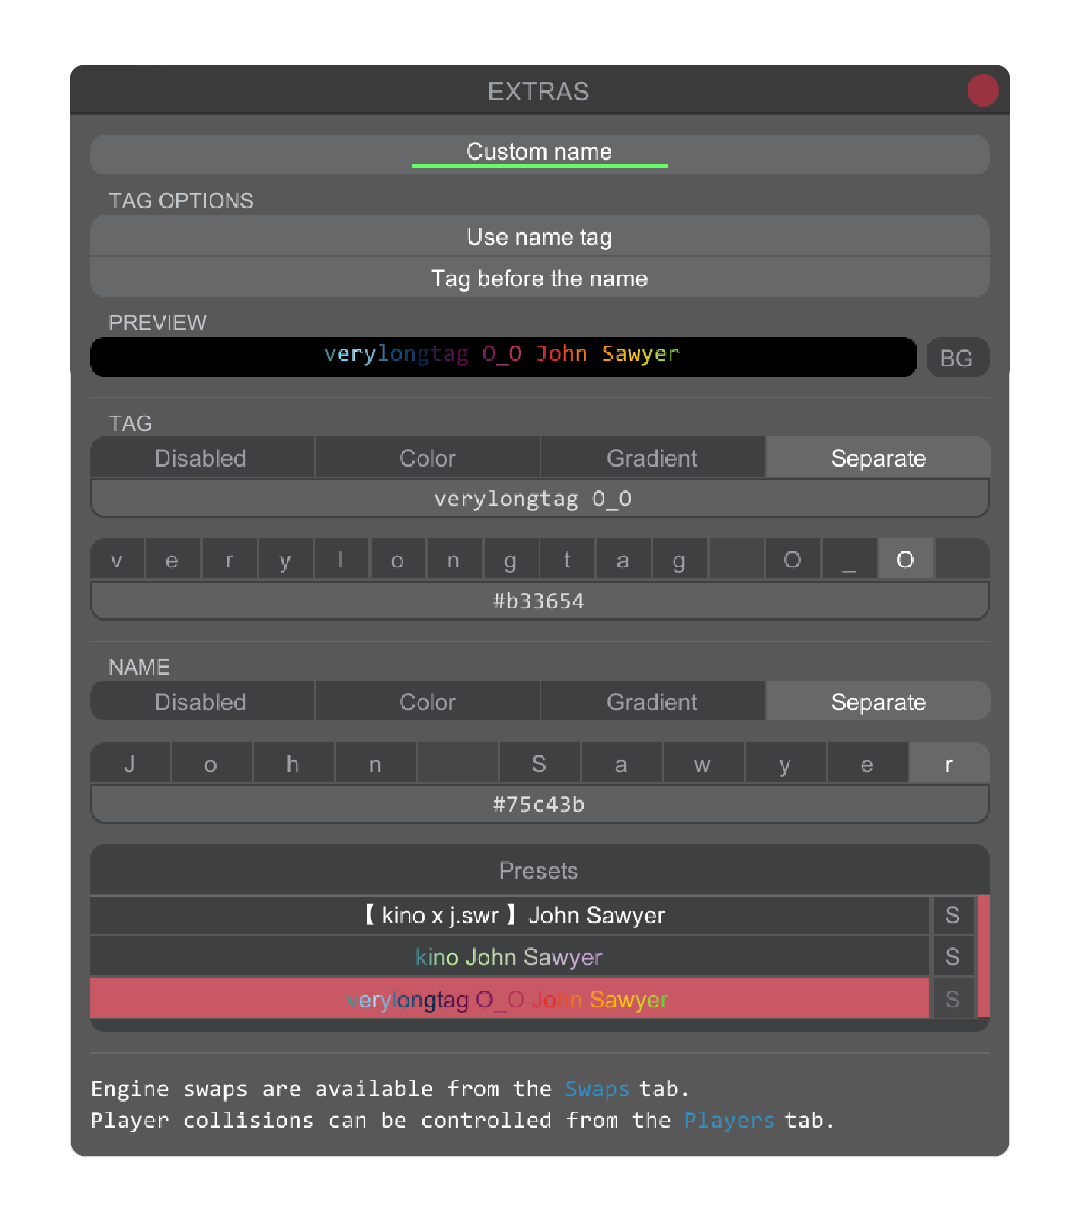 EXTRAS
Custom name
TAG OPTIONS
Use name tag
Tag before the name
PREVIEW
verylongtag O_O John Sawyer BG
TAG
Disabled Color Gradient Separate
verylongtag O_O
v e r y l o n g t a g O _ O
#b33654
NAME
Disabled Color Gradient Separate
J o h n S a w y e r
#75c43b
Presets
【 kino x j.swr 】 John Sawyer S
kino John Sawyer S
verylongtag O_O John Sawyer S
Engine swaps are available from the Swaps tab.
Player collisions can be controlled from the Players tab.